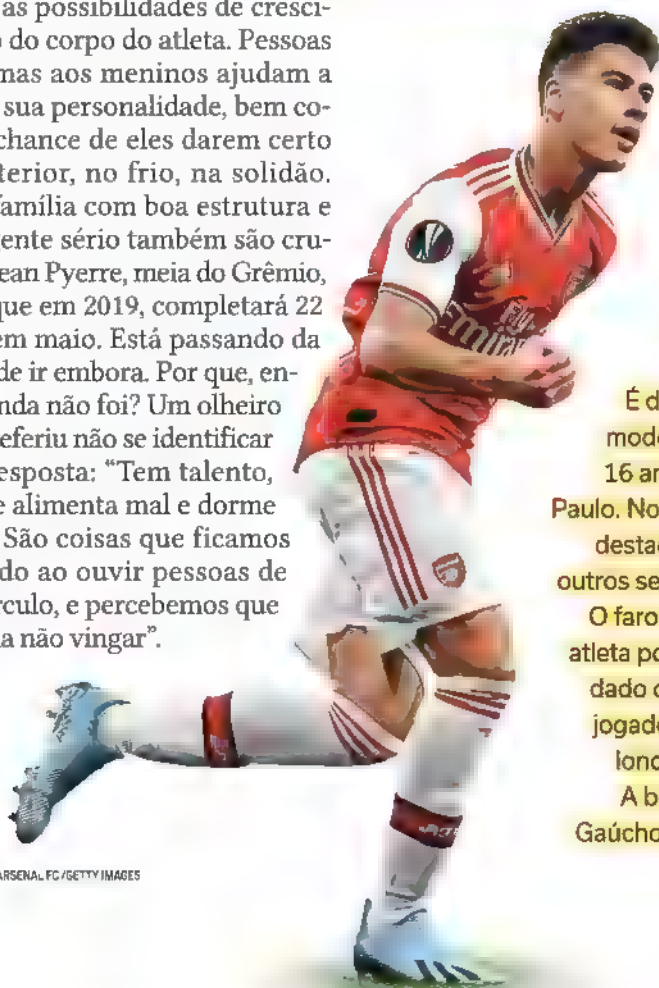 as possibilidades de cresci-
do corpo do atleta. Pessoas
mas aos meninos ajudam a
sua personalidade, bem co-
chance de eles darem certo
terior, no frio, na solidão.
família com boa estrutura e
gente sério também são cru-
ean Pyerre, meia do Grêmio,
que em 2019, completará 22
em maio. Está passando da
de ir embora. Por que, en-
nda não foi? Um olheiro
eferiu não se identificar
esposta: “Tem talento,
e alimenta mal e dorme
São coisas que ficamos
do ao ouvir pessoas de
rculo, e percebemos que
a não vingar”.
ARSENAL FC/GETTY IMAGES
É d
mode
16 an
Paulo. No
destac
outros se
O faro
atleta po
dado
jogado
lond
A b
Gaúcho